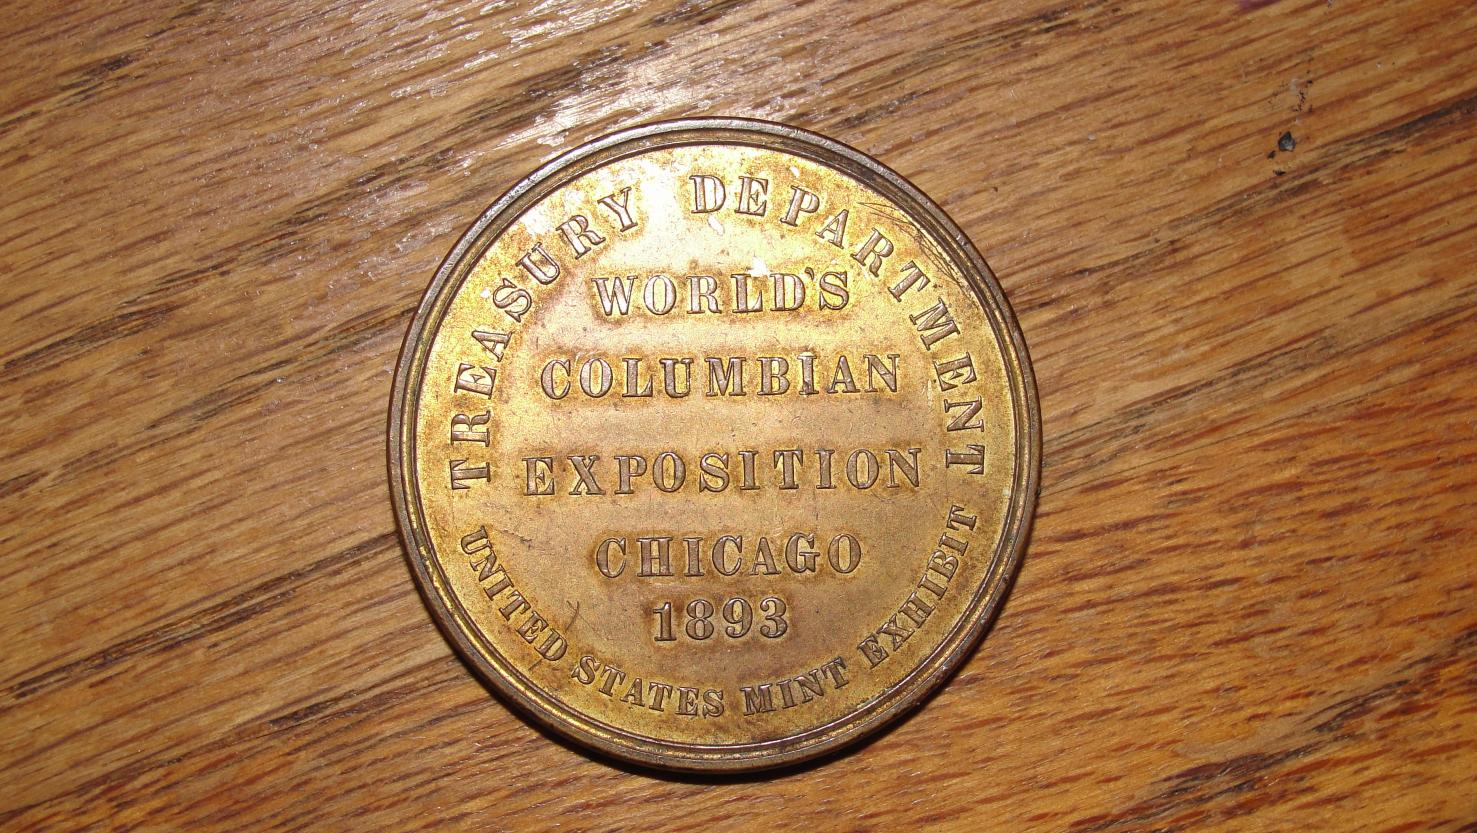 TREASURY DEPARTMENT
WORLD'S
COLUMBIAN
EXPOSITION
CHICAGO
1893
UNITED STATES MINT EXHIBIT